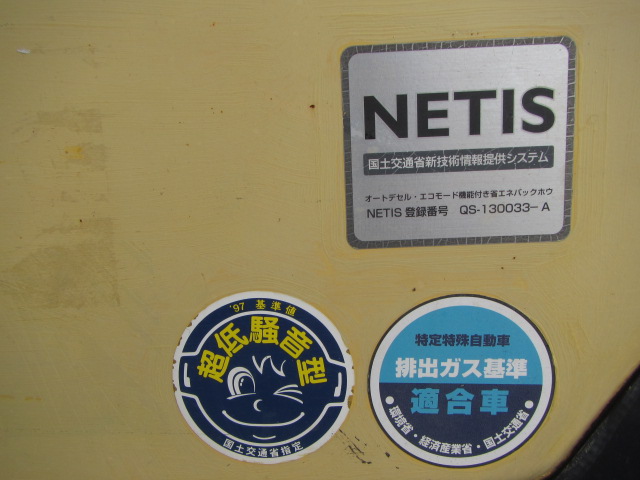 NETIS
国土交通省新技術情報提供システム
オートデセル・エコモード機能付き省エネバックホウ
NETIS 登録番号 QS-130033-A
'97 基準値
超低騒音型
国土交通省指定
特定特殊自動車
排出ガス基準
適合車
●環境省・経済産業省・国土交通省●